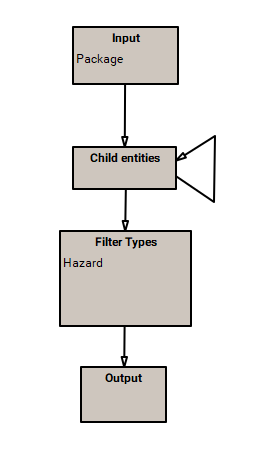 Input
Package
Child entities
Filter Types
Hazard
Output